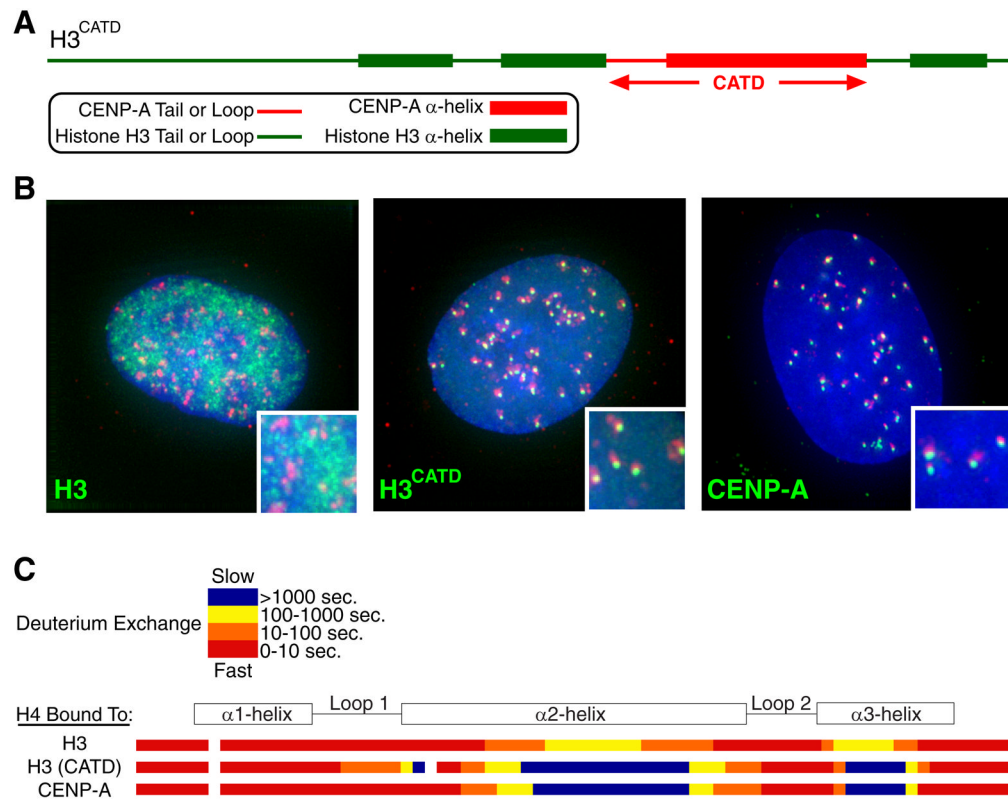 A
H3CATD
CATD
CENP-A Tail or Loop
CENP-A α-helix
Histone H3 Tail or Loop
Histone H3 α-helix
B
H3
H3CATD
CENP-A
C
Slow
Deuterium Exchange
>1000 sec.
100-1000 sec.
10-100 sec.
0-10 sec.
Fast
H4 Bound To:
α1-helix
Loop 1
α2-helix
Loop 2
α3-helix
H3
H3 (CATD)
CENP-A